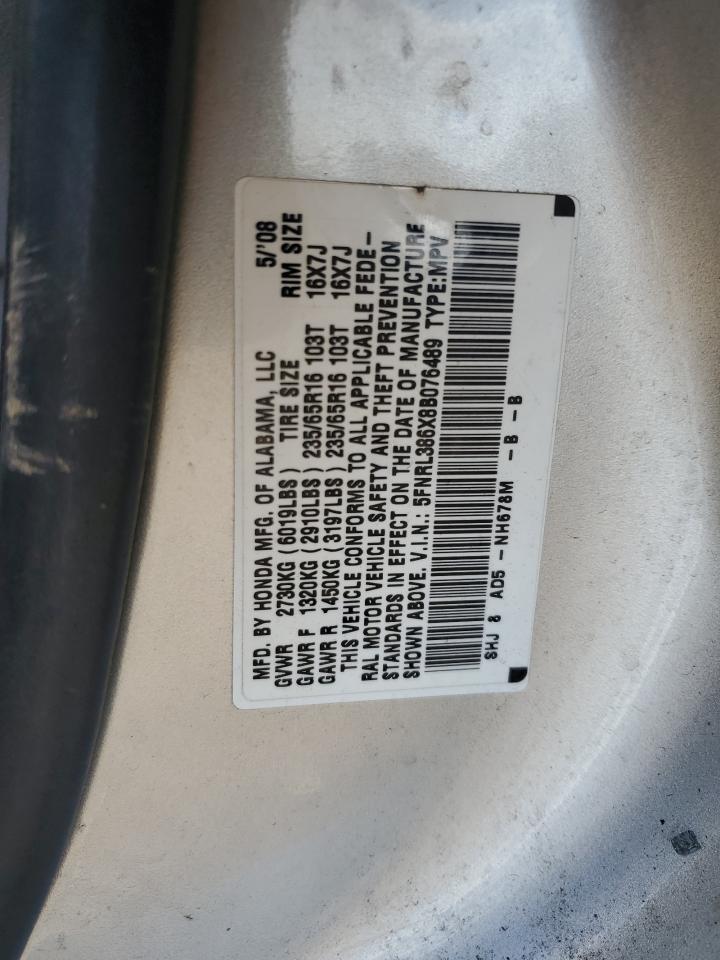 MFD. BY HONDA MFG. OF ALABAMA, LLC 5/'08
GVWR 2730KG (6019LBS) TIRE SIZE RIM SIZE
GAWR F 1320KG (2910LBS) 235/65R16 103T 16X7J
GAWR R 1450KG (3197LBS) 235/65R16 103T 16X7J
THIS VEHICLE CONFORMS TO ALL APPLICABLE FEDE-
RAL MOTOR VEHICLE SAFETY AND THEFT PREVENTION
STANDARDS IN EFFECT ON THE DATE OF MANUFACTURE
SHOWN ABOVE. V.I.N.: 5FNRL386X8B076489 TYPE:MPV
SHJ 8 AD5 - NH678M - B - B